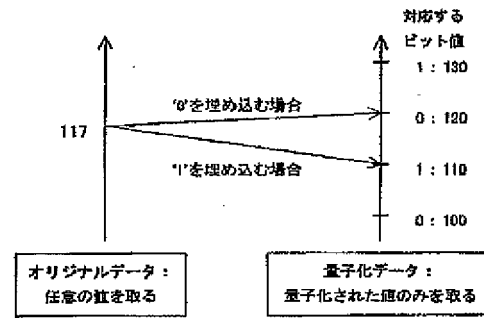 対応する
ビット値
1 : 130
'0'を埋め込む場合
0 : 120
117
'1'を埋め込む場合
1 : 110
0 : 100
オリジナルデータ：
任意の値を取る
量子化データ：
量子化された値のみを取る